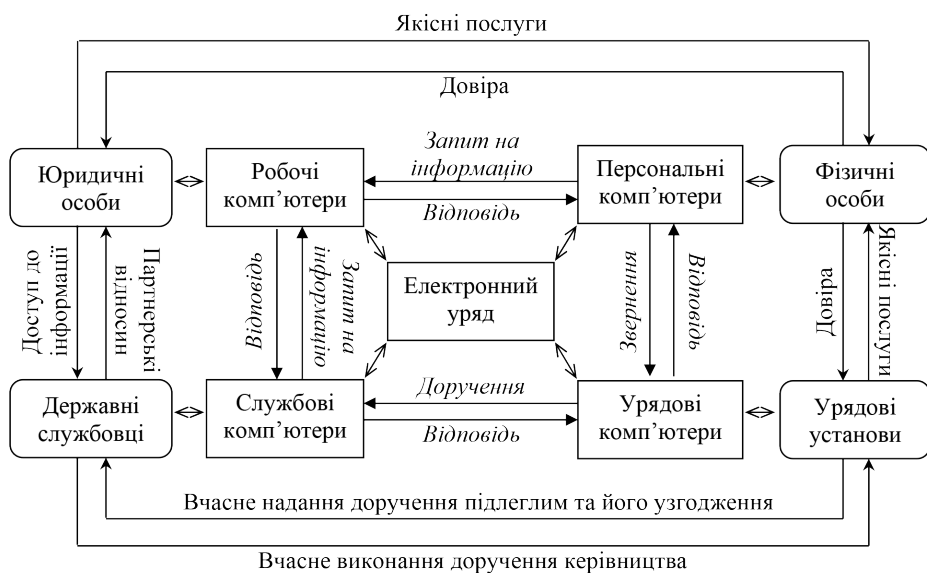 Якісні послуги
Довіра
Юридичні
особи
Робочі
комп’ютери
Запит на
інформацію
Відповідь
Персональні
комп’ютери
Фізичні
особи
Доступ до
інформації
Партнерські
відносин
Відповідь
Запит на
інформацію
Електронний
уряд
Звернення
Відповідь
Довіра
Якісні послуги
Державні
службовці
Службові
комп’ютери
Доручення
Відповідь
Урядові
комп’ютери
Урядові
установи
Вчасне надання доручення підлеглим та його узгодження
Вчасне виконання доручення керівництва